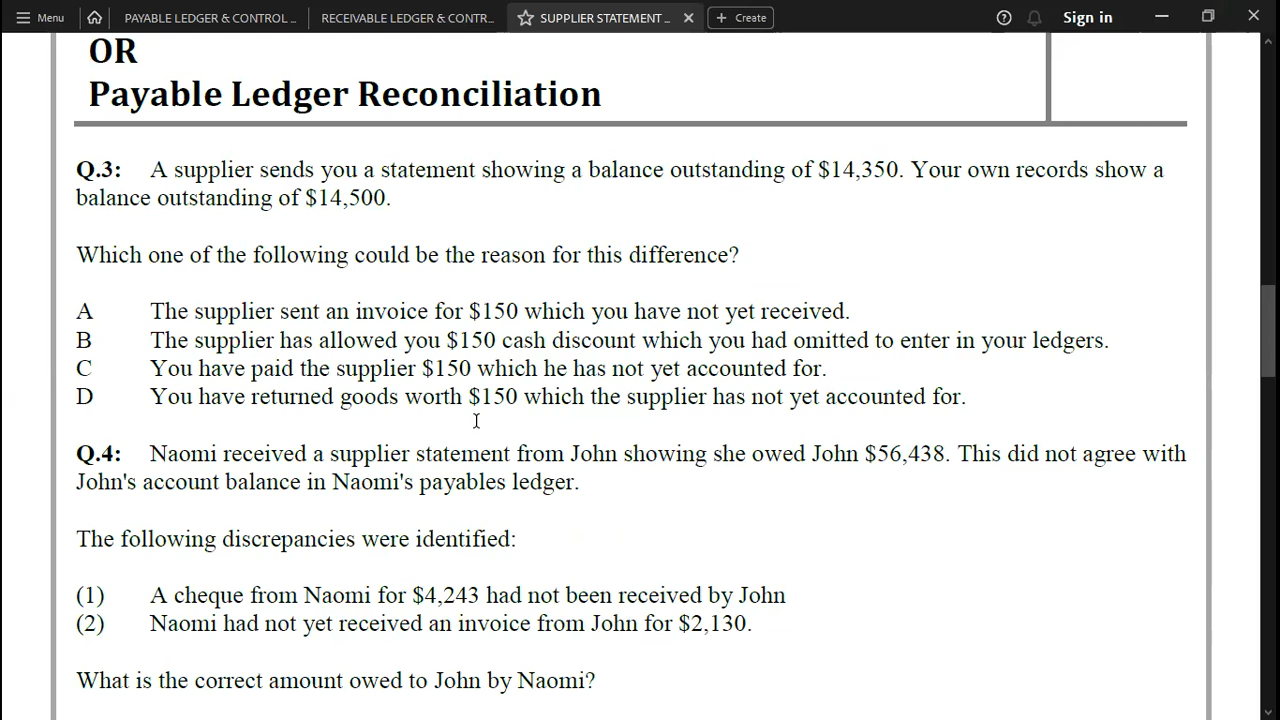 Menu
PAYABLE LEDGER & CONTROL ...
RECEIVABLE LEDGER & CONTR...
SUPPLIER STATEMENT ...
Create
Sign in
OR
Payable Ledger Reconciliation
Q.3: A supplier sends you a statement showing a balance outstanding of $14,350. Your own records show a
balance outstanding of $14,500.
Which one of the following could be the reason for this difference?
A The supplier sent an invoice for $150 which you have not yet received.
B The supplier has allowed you $150 cash discount which you had omitted to enter in your ledgers.
C You have paid the supplier $150 which he has not yet accounted for.
D You have returned goods worth $150 which the supplier has not yet accounted for.
Q.4: Naomi received a supplier statement from John showing she owed John $56,438. This did not agree with
John's account balance in Naomi's payables ledger.
The following discrepancies were identified:
(1) A cheque from Naomi for $4,243 had not been received by John
(2) Naomi had not yet received an invoice from John for $2,130.
What is the correct amount owed to John by Naomi?